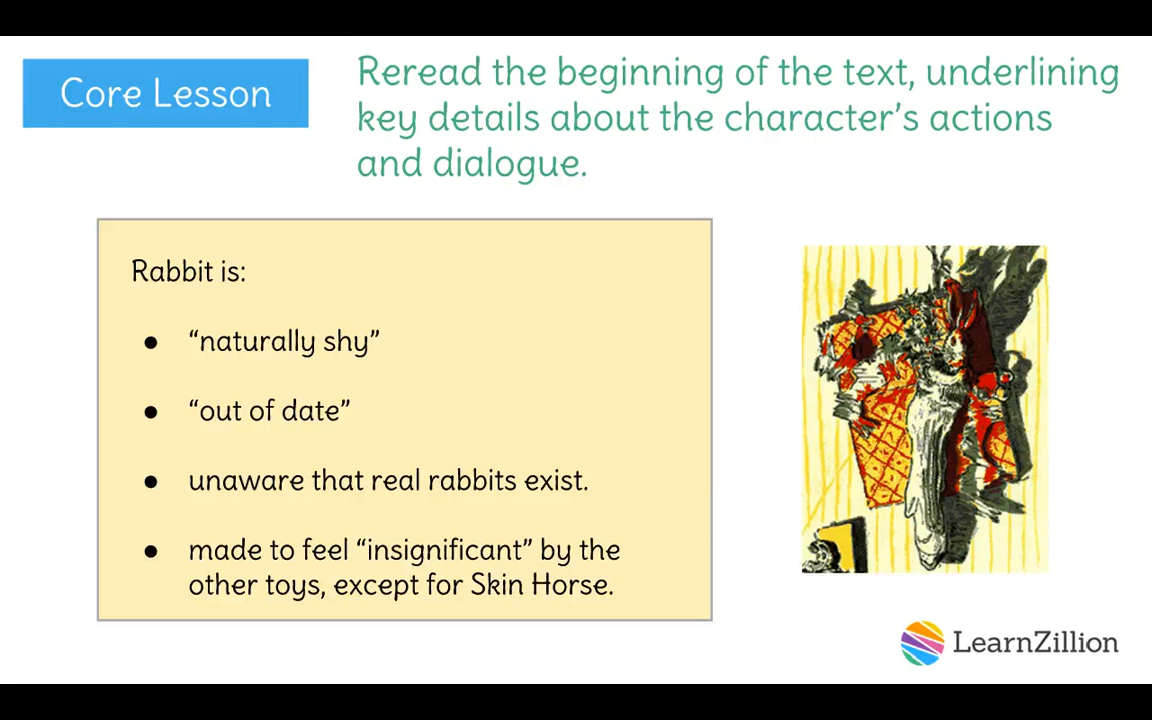 Core Lesson
Reread the beginning of the text, underlining
key details about the character’s actions
and dialogue.
Rabbit is:
● “naturally shy”
● “out of date”
● unaware that real rabbits exist.
● made to feel “insignificant” by the
other toys, except for Skin Horse.
LearnZillion